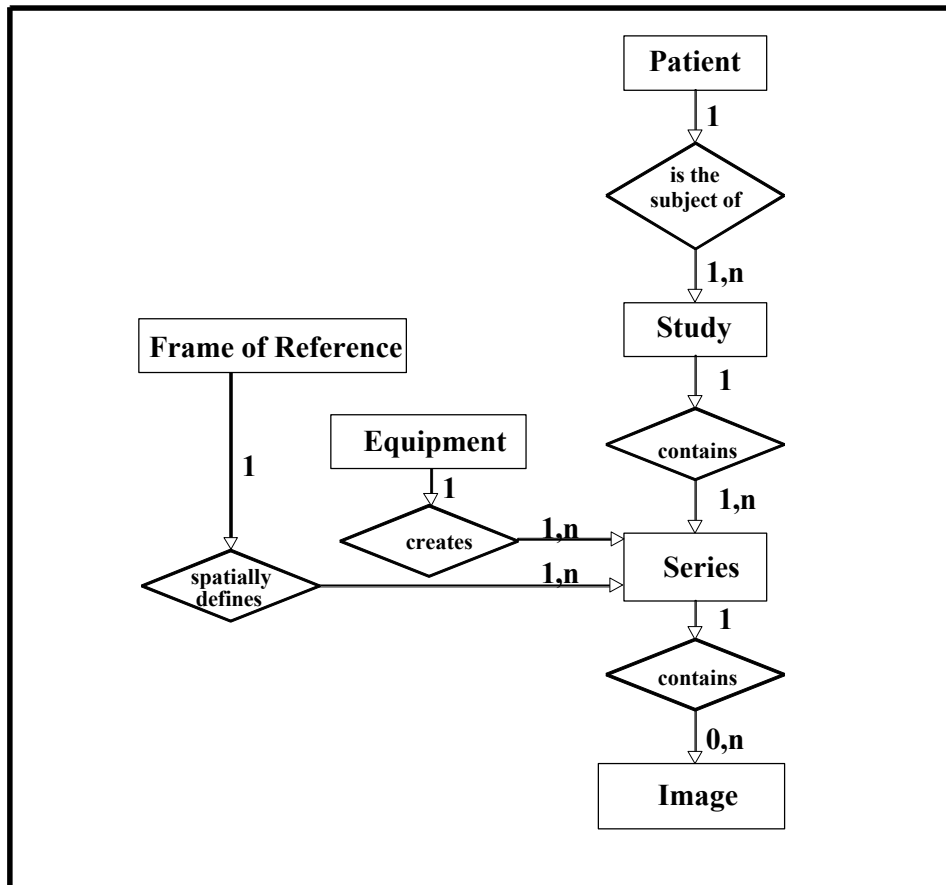 Patient
1
is the
subject of
1,n
Study
Frame of Reference
1
Equipment
contains
1
1
1,n
1,n
creates
Series
1,n
spatially
defines
1
contains
0,n
Image